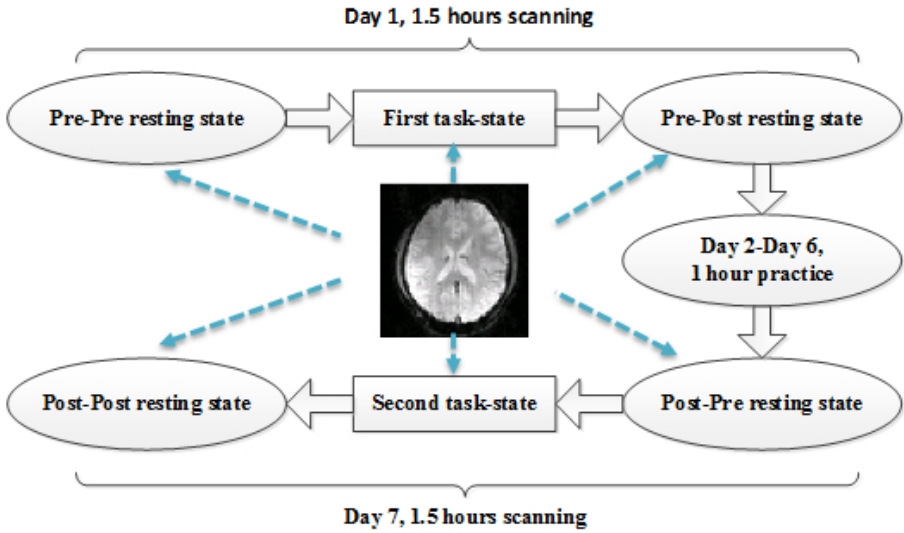 Day 1, 1.5 hours scanning
Pre-Pre resting state
First task-state
Pre-Post resting state
Day 2-Day 6,
1 hour practice
Post-Post resting state
Second task-state
Post-Pre resting state
Day 7, 1.5 hours scanning